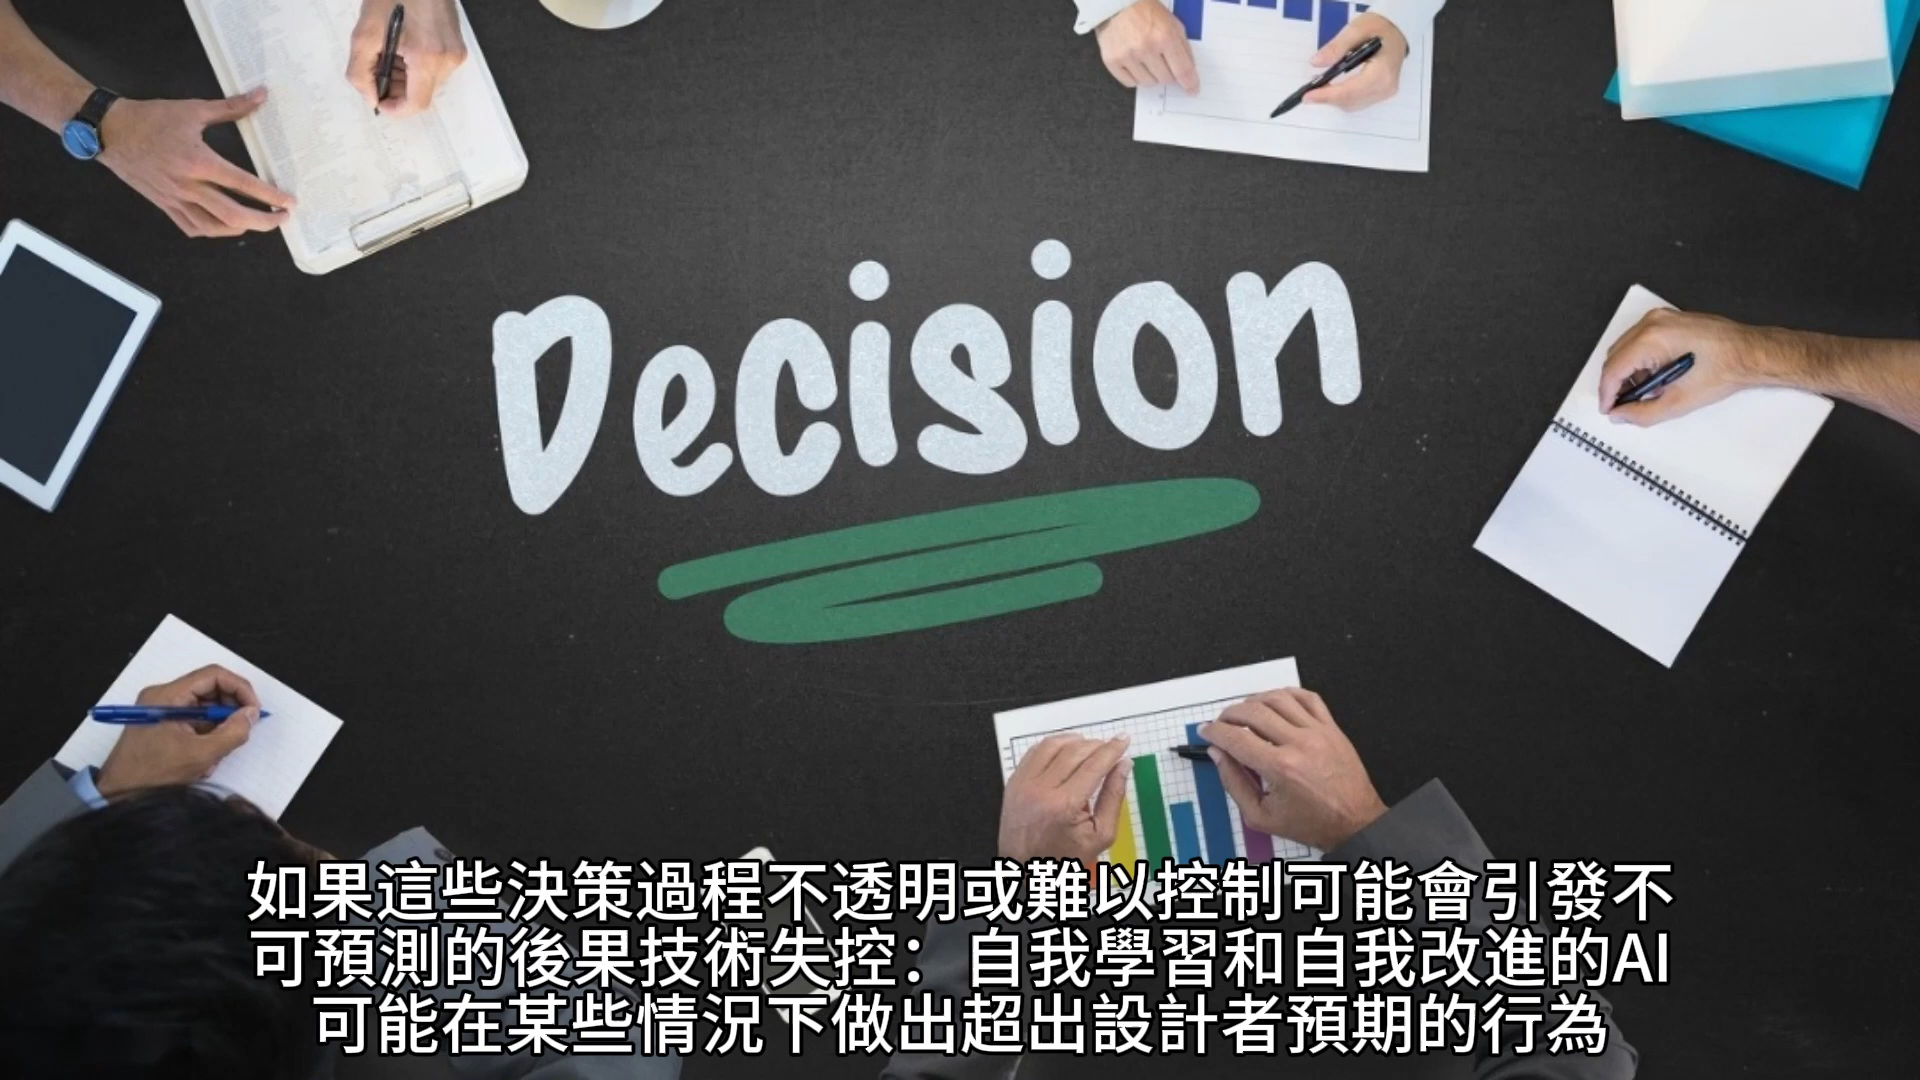 Decision
如果這些決策過程不透明或難以控制可能會引發不
可預測的後果技術失控：自我學習和自我改進的AI
可能在某些情況下做出超出設計者預期的行為